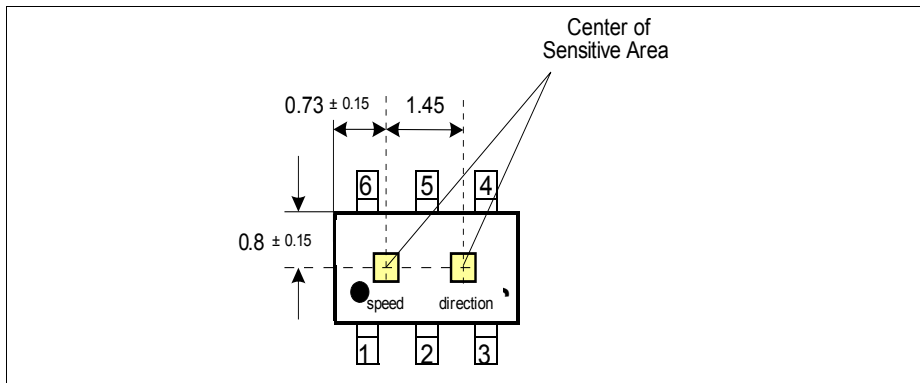 Center of
Sensitive Area
0.73 ± 0.15
1.45
6
5
4
0.8 ± 0.15
speed
direction
1
2
3